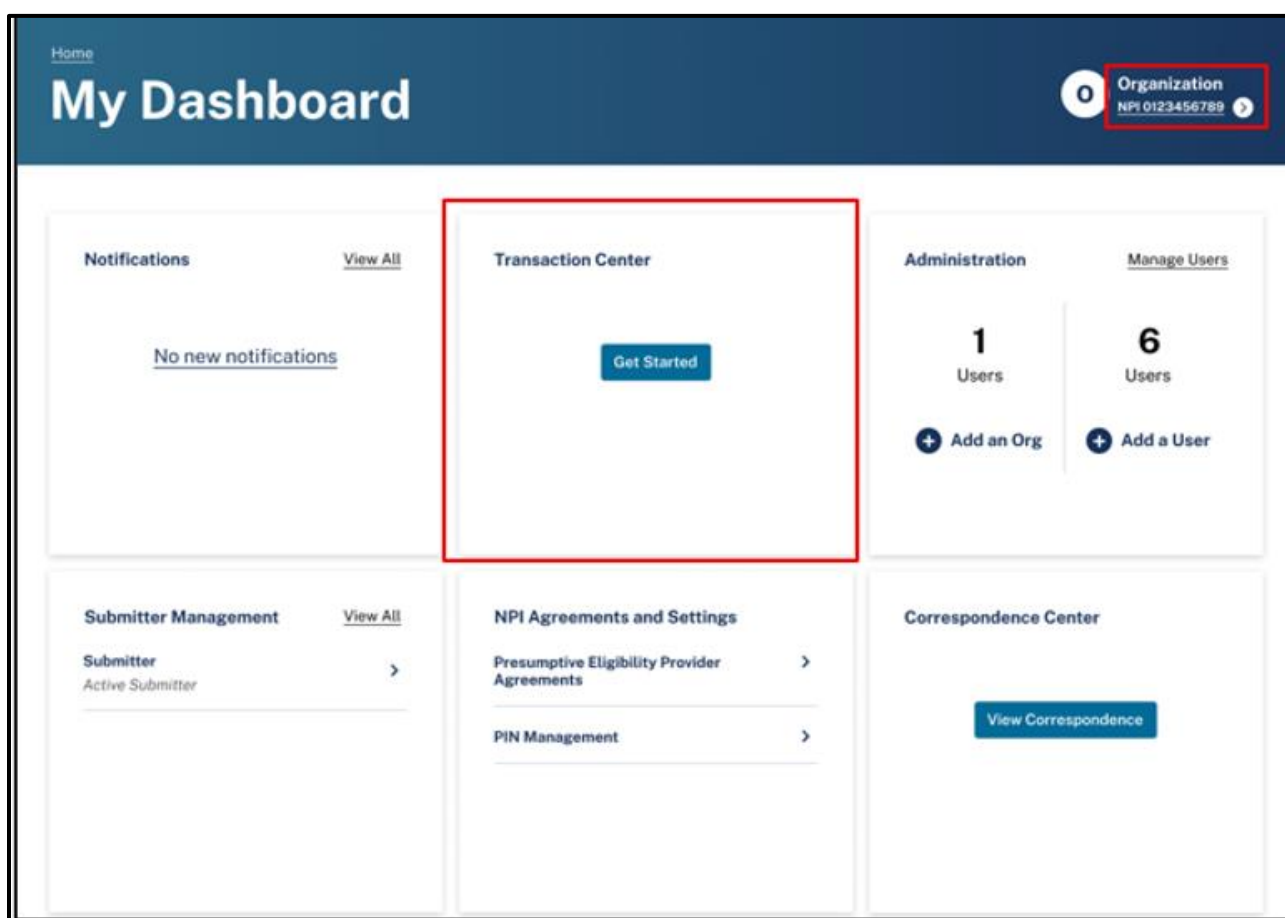 Home
My Dashboard
O
Organization
NPI 0123456789
Notifications
View All
No new notifications
Transaction Center
Get Started
Administration
Manage Users
1
Users
Add an Org
6
Users
Add a User
Submitter Management
View All
Submitter
Active Submitter
NPI Agreements and Settings
Presumptive Eligibility Provider
Agreements
PIN Management
Correspondence Center
View Correspondence